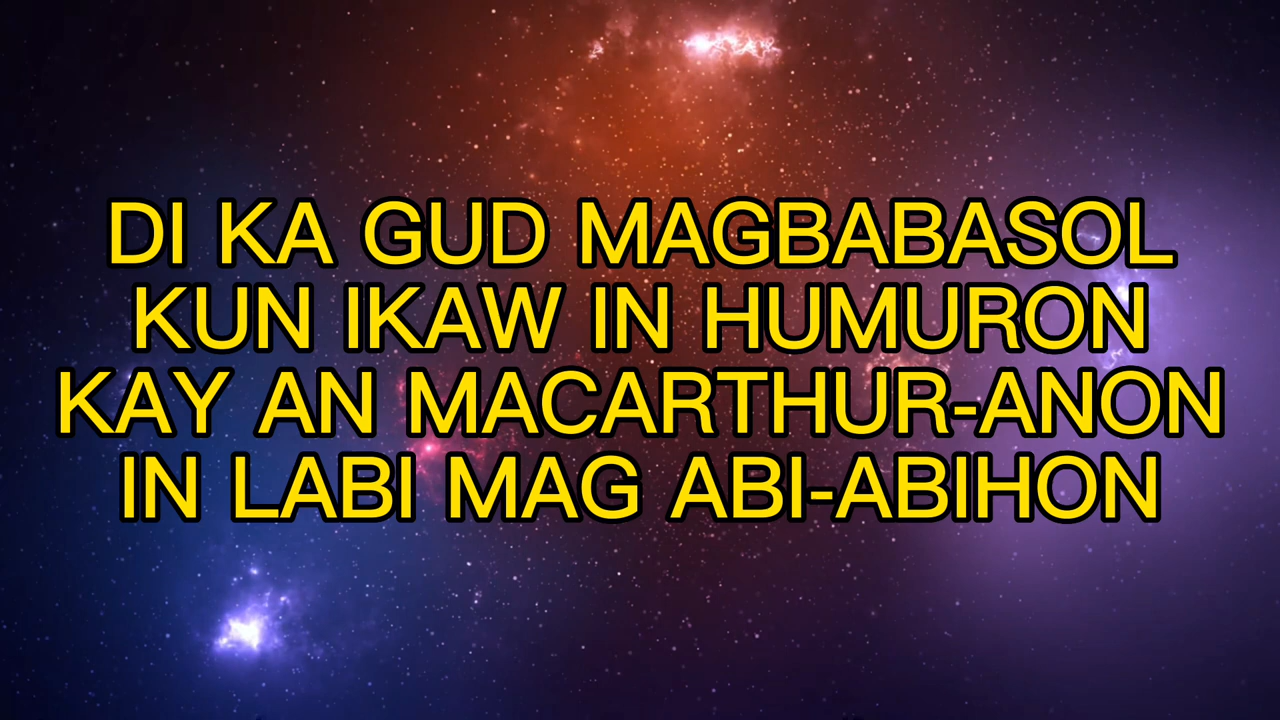 DI KA GUD MAGBABASOL
KUN IKAW IN HUMURON
KAY AN MACARTHUR-ANON
IN LABI MAG ABI-ABIHON